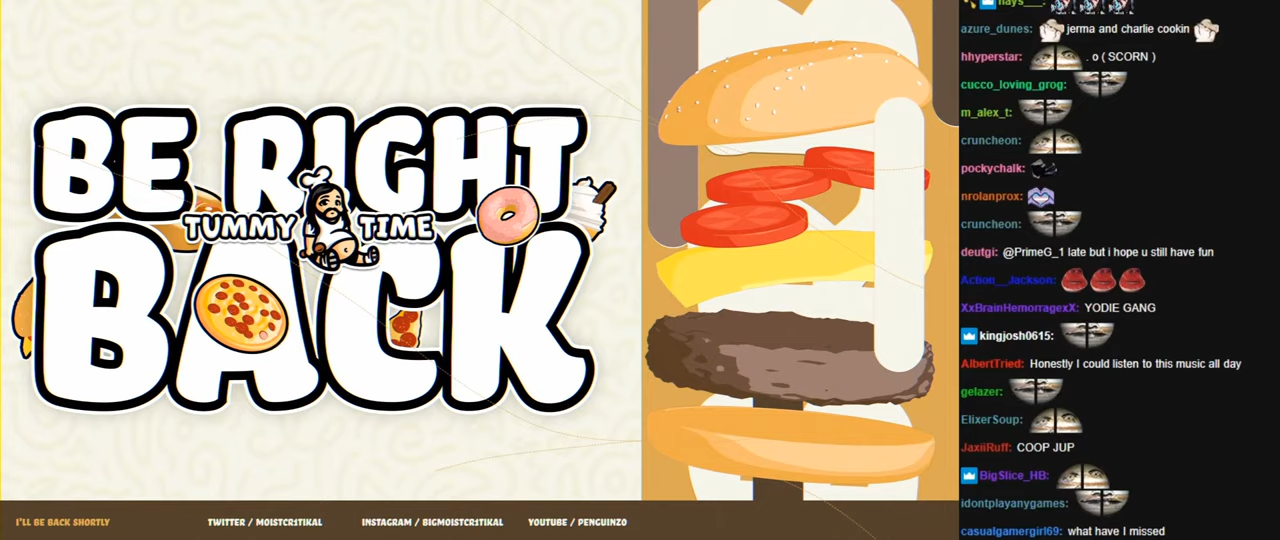 BE RIGHT
TUMMY TIME
BACK
I'LL BE BACK SHORTLY
TWITTER / MOISTCR1TIKAL
INSTAGRAM / BIGMOISTCR1TIKAL
YOUTUBE / PENGUINZO
hays___:
azure_dunes: jerma and charlie cookin
hhyperstar: . o ( SCORN )
cucco_loving_grog:
m_alex_t:
cruncheon:
pockychalk:
nrolanprox:
cruncheon:
deutgi: @PrimeG_1 late but i hope u still have fun
Action__Jackson:
XxBrainHemorragexX: YODIE GANG
kingjosh0615:
AlbertTried: Honestly I could listen to this music all day
gelazer:
ElixerSoup:
JaxiiRuff: COOP JUP
BigSlice_HB:
idontplayanygames:
casualgamergirl69: what have I missed